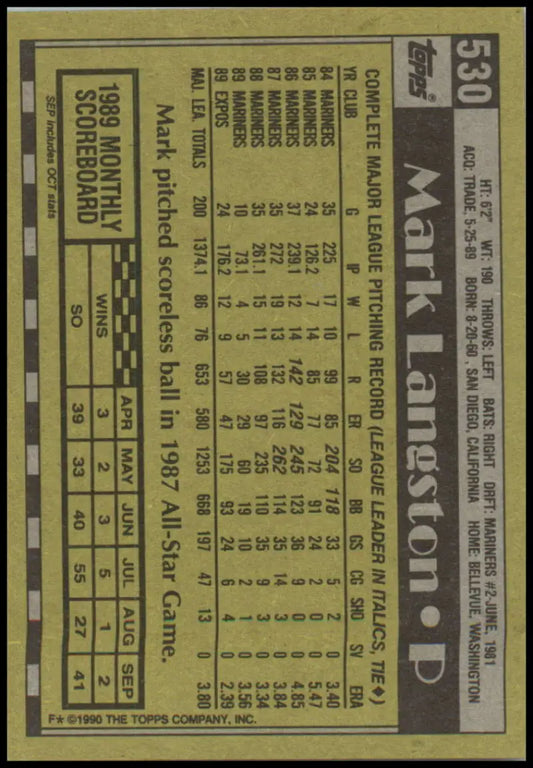 530
HT: 6'2" WT: 190 THROWS: LEFT BATS: RIGHT DRFT: MARINERS #2-JUNE, 1981
ACQ: TRADE, 5-25-89 BORN: 8-20-60, SAN DIEGO, CALIFORNIA HOME: BELLEVUE, WASHINGTON
topps® Mark Langston • P
COMPLETE MAJOR LEAGUE PITCHING RECORD (LEAGUE LEADER IN ITALICS, TIE♦)
YR CLUB G IP W L R ER SO BB GS CG SHO SV ERA
84 MARINERS 35 225 17 10 99 85 204 118 33 5 2 0 3.40
85 MARINERS 24 126.2 7 14 85 77 72 91 24 2 0 0 5.47
86 MARINERS 37 239.1 12 14 142 129 245 123 36 9 0 0 4.85
87 MARINERS 35 272 19 13 132 116 262 114 35 14 3 0 3.84
88 MARINERS 35 261.1 15 11 108 97 235 110 35 9 3 0 3.34
89 MARINERS 10 73.1 4 5 30 29 60 19 10 2 1 0 3.56
89 EXPOS 24 176.2 12 9 57 47 175 93 24 6 4 0 2.39
MAJ. LEA. TOTALS 200 1374.1 86 76 653 580 1253 668 197 47 13 0 3.80
Mark pitched scoreless ball in 1987 All-Star Game.
1989 MONTHLY
SCOREBOARD
APR MAY JUN JUL AUG SEP
WINS 3 2 3 5 1 2
SO 39 33 40 55 27 41
SEP includes OCT stats
F* ©1990 THE TOPPS COMPANY, INC.